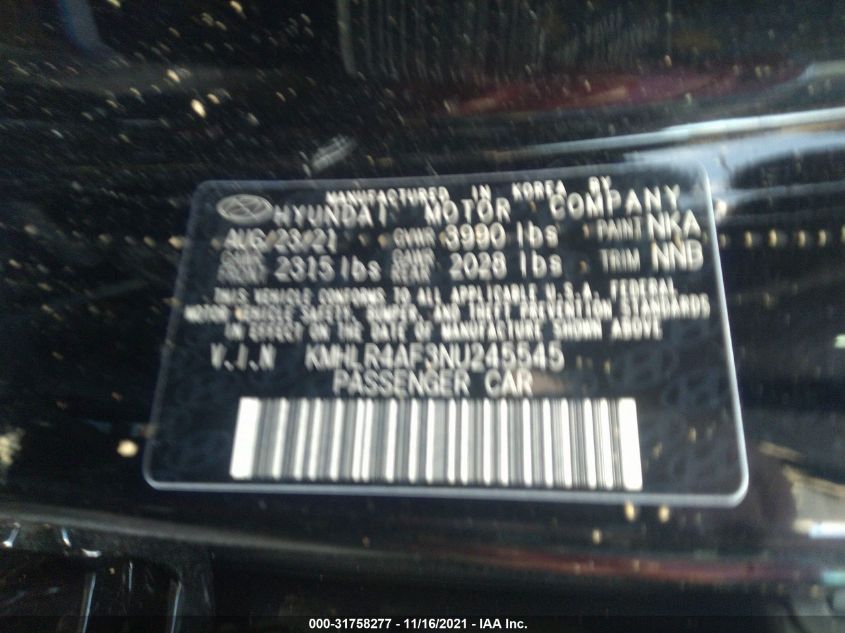 MANUFACTURED IN KOREA BY
HYUNDAI MOTOR COMPANY
AUG/23/21 GVWR 3990 lbs PAINT NKA
GAWR FRONT 2315 lbs GAWR REAR 2028 lbs TRIM NNB
THIS VEHICLE CONFORMS TO ALL APPLICABLE U.S.A. FEDERAL
MOTOR VEHICLE SAFETY, BUMPER, AND THEFT PREVENTION STANDARDS
IN EFFECT ON THE DATE OF MANUFACTURE SHOWN ABOVE
V.I.N KMHLR4AF3NU245545
PASSENGER CAR
000-31758277 - 11/16/2021 - IAA Inc.